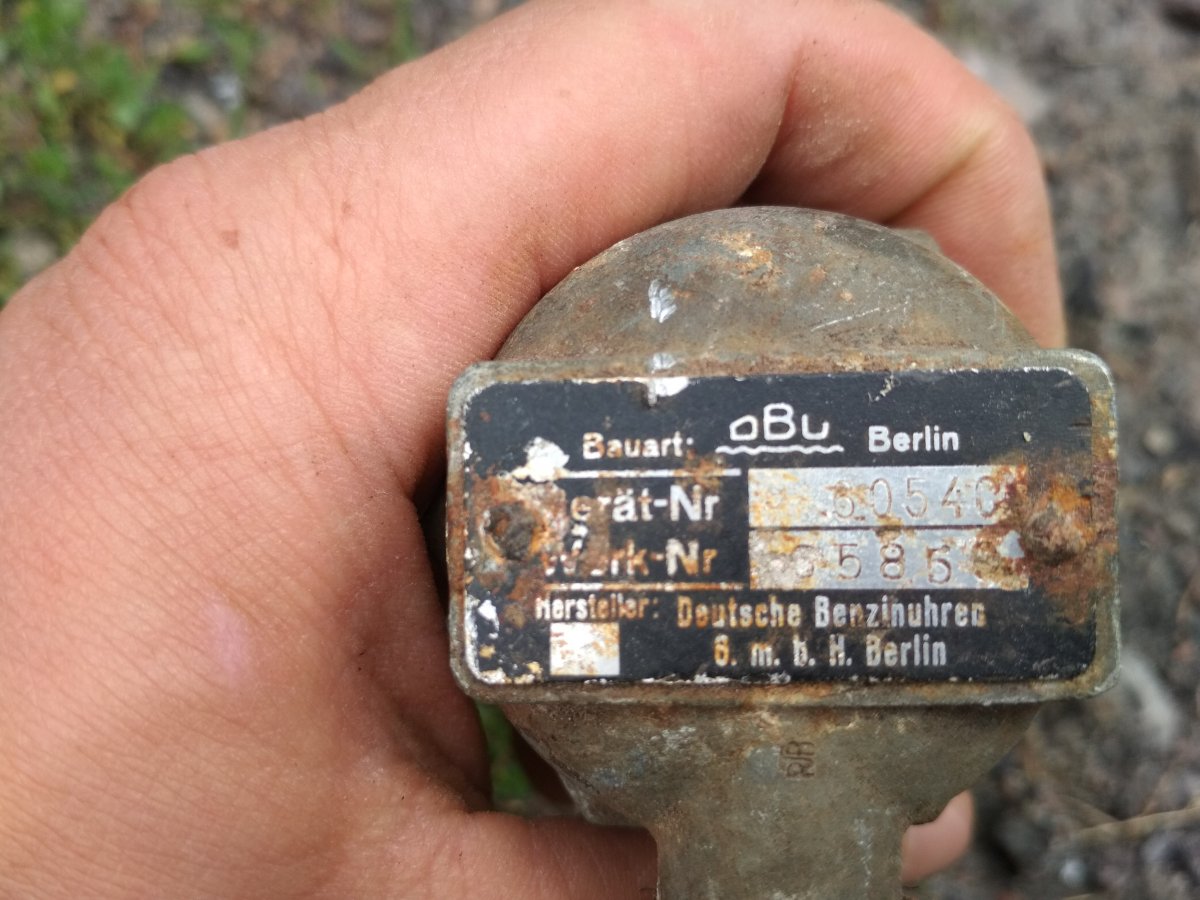 Bauart: DBU Berlin
Gerät-Nr
Werk-Nr
Hersteller: Deutsche Benzinuhren
G. m. b. H. Berlin